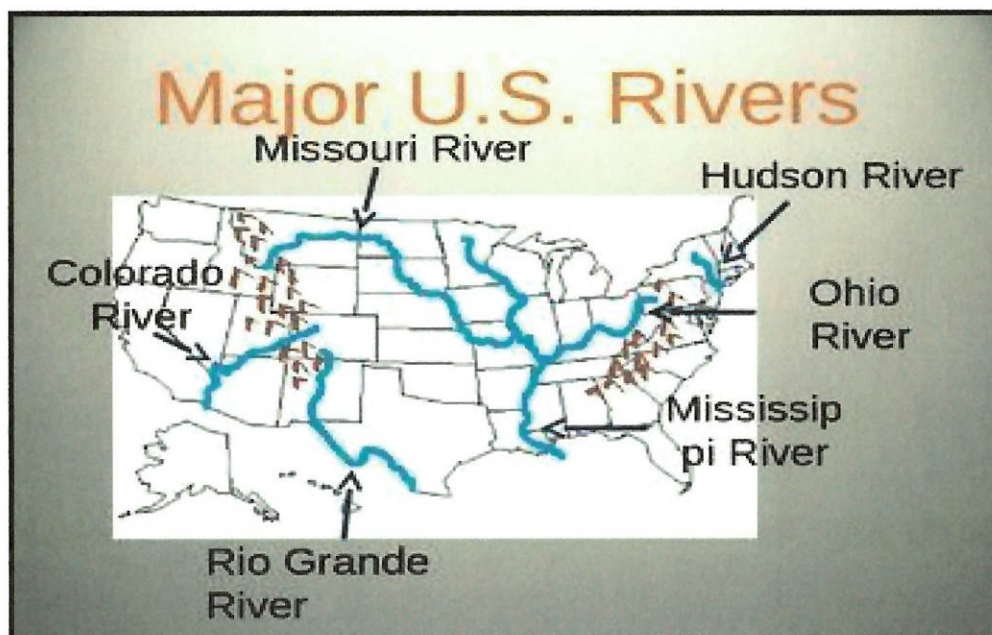 Major U.S. Rivers
Missouri River
Hudson River
Colorado
River
Ohio
River
Mississip
pi River
Rio Grande
River